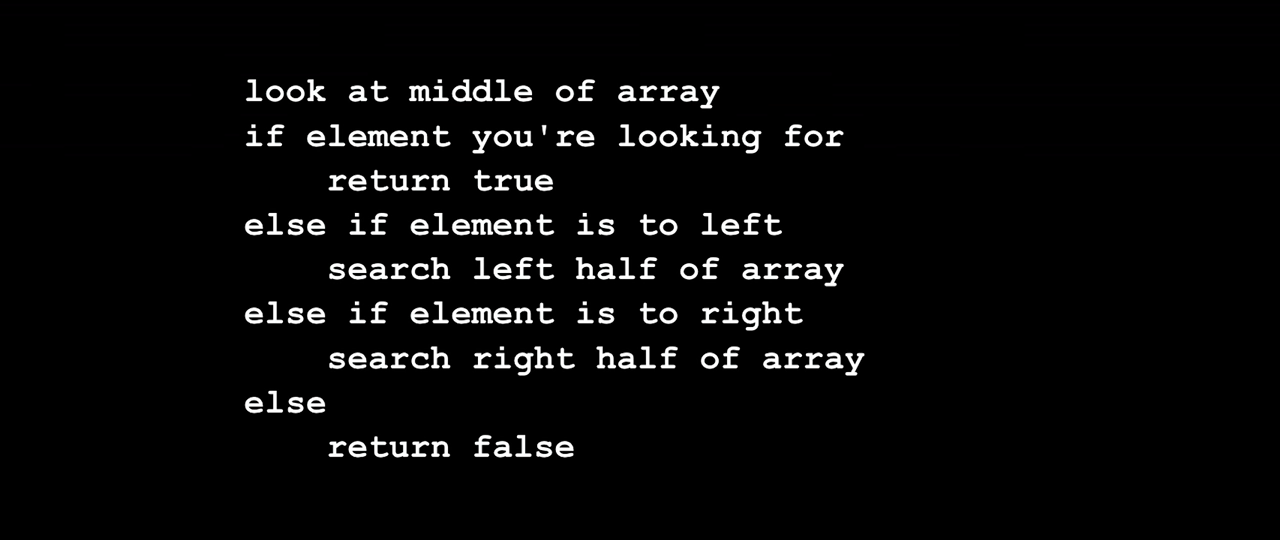 look at middle of array
if element you're looking for
    return true
else if element is to left
    search left half of array
else if element is to right
    search right half of array
else
    return false